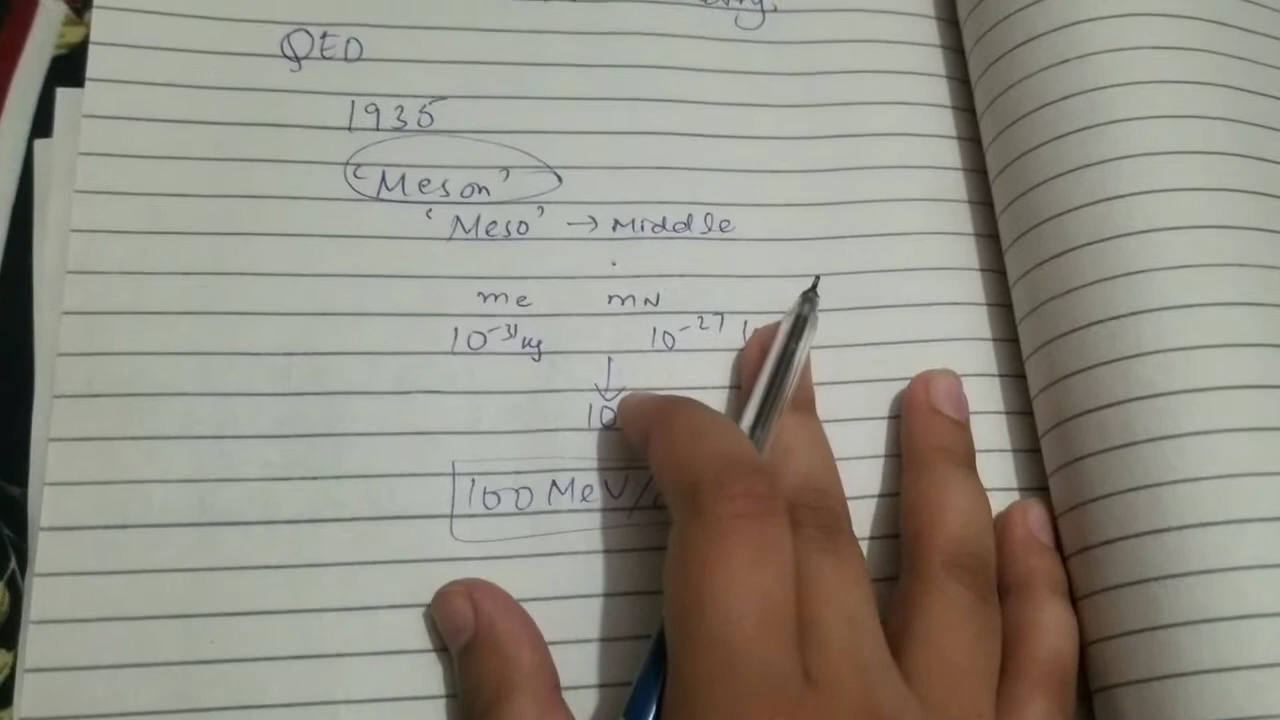 QED
1935
'Meson'
'Meso' → Middle
me mN
10⁻³¹kg 10⁻²⁷
↓
10
100 MeV/